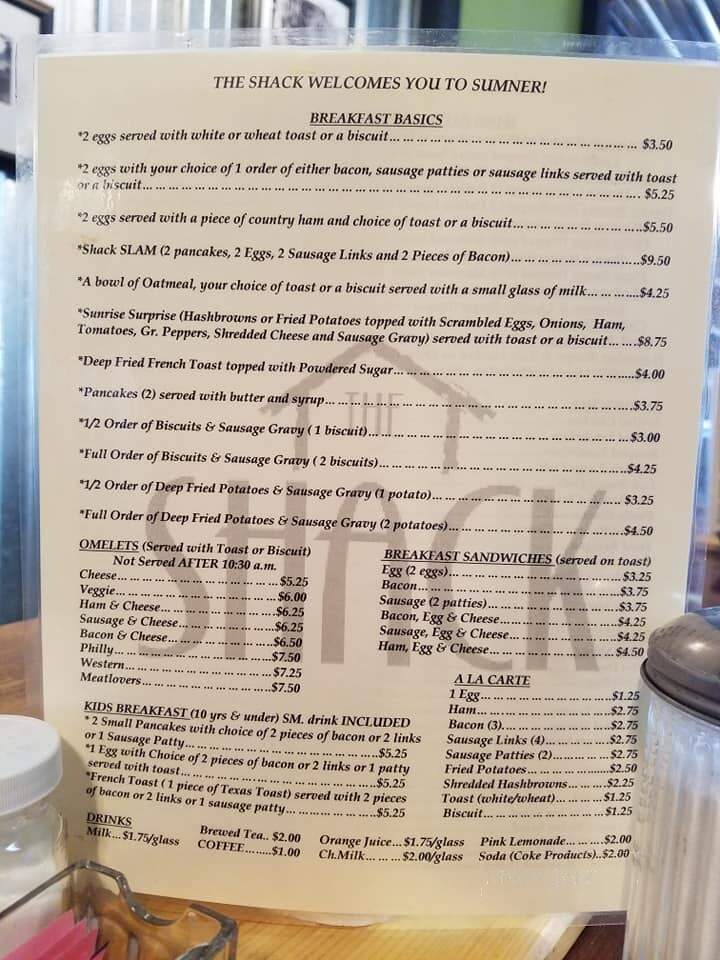 THE SHACK WELCOMES YOU TO SUMNER!
BREAKFAST BASICS
*2 eggs served with white or wheat toast or a biscuit... ... ... ... ... ... ... ... ... ... ... ... $3.50
*2 eggs with your choice of 1 order of either bacon, sausage patties or sausage links served with toast
or a biscuit... ... ... ... ... ... ... ... ... ... ... ... ... ... ... ... ... ... ... ... ... ... $5.25
*2 eggs served with a piece of country ham and choice of toast or a biscuit... ... ... ... ...$5.50
*Shack SLAM (2 pancakes, 2 Eggs, 2 Sausage Links and 2 Pieces of Bacon)... ... ... ... ...$9.50
*A bowl of Oatmeal, your choice of toast or a biscuit served with a small glass of milk... ... ...$4.25
*Sunrise Surprise (Hashbrowns or Fried Potatoes topped with Scrambled Eggs, Onions, Ham,
Tomatoes, Gr. Peppers, Shredded Cheese and Sausage Gravy) served with toast or a biscuit... ...$8.75
*Deep Fried French Toast topped with Powdered Sugar... ... ... ... ... ... ... ... ... ...$4.00
*Pancakes (2) served with butter and syrup... ... ... ... ... ... ... ... ... ... ... ... ...$3.75
*1/2 Order of Biscuits & Sausage Gravy ( 1 biscuit)... ... ... ... ... ... ... ... ... ... ...$3.00
*Full Order of Biscuits & Sausage Gravy ( 2 biscuits)... ... ... ... ... ... ... ... ... ...$4.25
*1/2 Order of Deep Fried Potatoes & Sausage Gravy (1 potato)... ... ... ... ... ... ... ... $3.25
*Full Order of Deep Fried Potatoes & Sausage Gravy (2 potatoes)... ... ... ... ... ... ...$4.50
THE
SHACK
OMELETS (Served with Toast or Biscuit)
Not Served AFTER 10:30 a.m.
Cheese... ... ... ... ... ... ... ... ...$5.25
Veggie... ... ... ... ... ... ... ... ...$6.00
Ham & Cheese... ... ... ... ... ... ...$6.25
Sausage & Cheese... ... ... ... ... ...$6.25
Bacon & Cheese... ... ... ... ... ...$6.50
Philly... ... ... ... ... ... ... ... ...$7.50
Western... ... ... ... ... ... ... ... ...$7.25
Meatlovers... ... ... ... ... ... ... ...$7.50
BREAKFAST SANDWICHES (served on toast)
Egg (2 eggs)... ... ... ... ... ... ... ...$3.25
Bacon... ... ... ... ... ... ... ... ... ...$3.75
Sausage (2 patties)... ... ... ... ... ...$3.75
Bacon, Egg & Cheese... ... ... ... ...$4.25
Sausage, Egg & Cheese... ... ... ... ...$4.25
Ham, Egg & Cheese... ... ... ... ... ...$4.50
A LA CARTE
1 Egg... ... ... ... ... ... ...$1.25
Ham... ... ... ... ... ... ...$2.75
Bacon (3)... ... ... ... ... ...$2.75
Sausage Links (4)... ... ... ...$2.75
Sausage Patties (2)... ... ... $2.75
Fried Potatoes... ... ... ... ...$2.50
Shredded Hashbrowns... ... ...$2.25
Toast (white/wheat)... ... ... $1.25
Biscuit... ... ... ... ... ... ...$1.25
KIDS BREAKFAST (10 yrs & under) SM. drink INCLUDED
* 2 Small Pancakes with choice of 2 pieces of bacon or 2 links
or 1 Sausage Patty... ... ... ... ... ... ...$5.25
*1 Egg with Choice of 2 pieces of bacon or 2 links or 1 patty
served with toast... ... ... ... ... ... ...$5.25
*French Toast ( 1 piece of Texas Toast) served with 2 pieces
of bacon or 2 links or 1 sausage patty... ... ... ...$5.25
DRINKS
Milk...$1.75/glass Brewed Tea.. $2.00 Orange Juice...$1.75/glass Pink Lemonade... ... ...$2.00
COFFEE... ...$1.00 Ch.Milk... ... ...$2.00/glass Soda (Coke Products)..$2.00